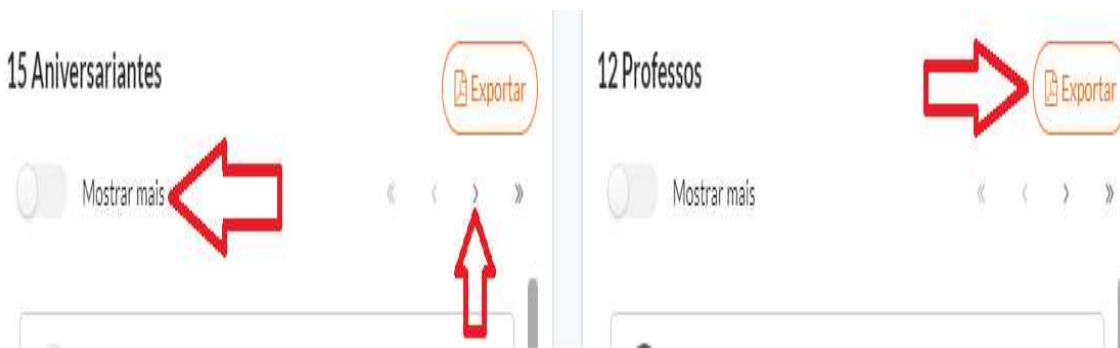 15 Aniversariantes
Exportar
Mostrar mais
« ‹ › »
12 Professos
Exportar
Mostrar mais
« ‹ › »